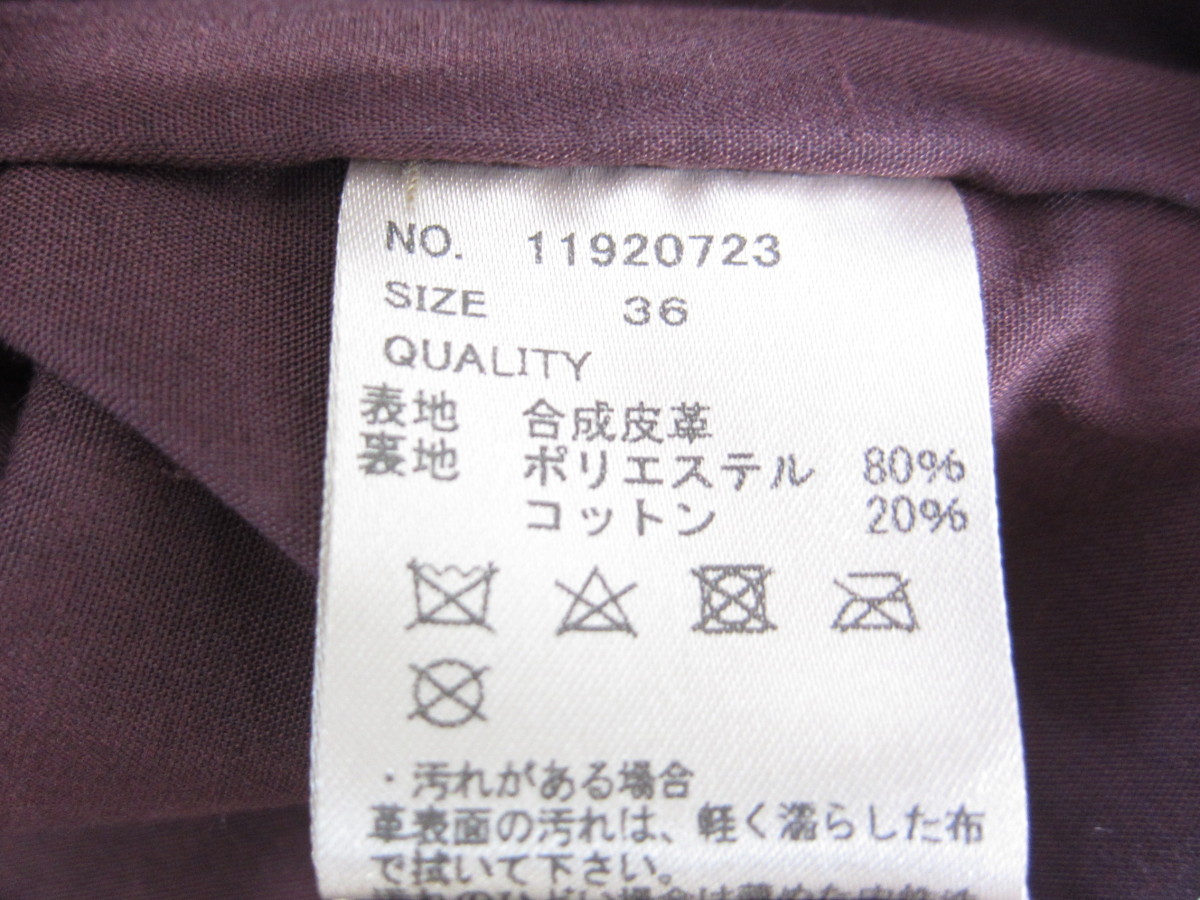 NO. 11920723
SIZE 36
QUALITY
表地 合成皮革
裏地 ポリエステル 80%
コットン 20%
・汚れがある場合
革表面の汚れは、軽く濡らした布
で拭いて下さい。